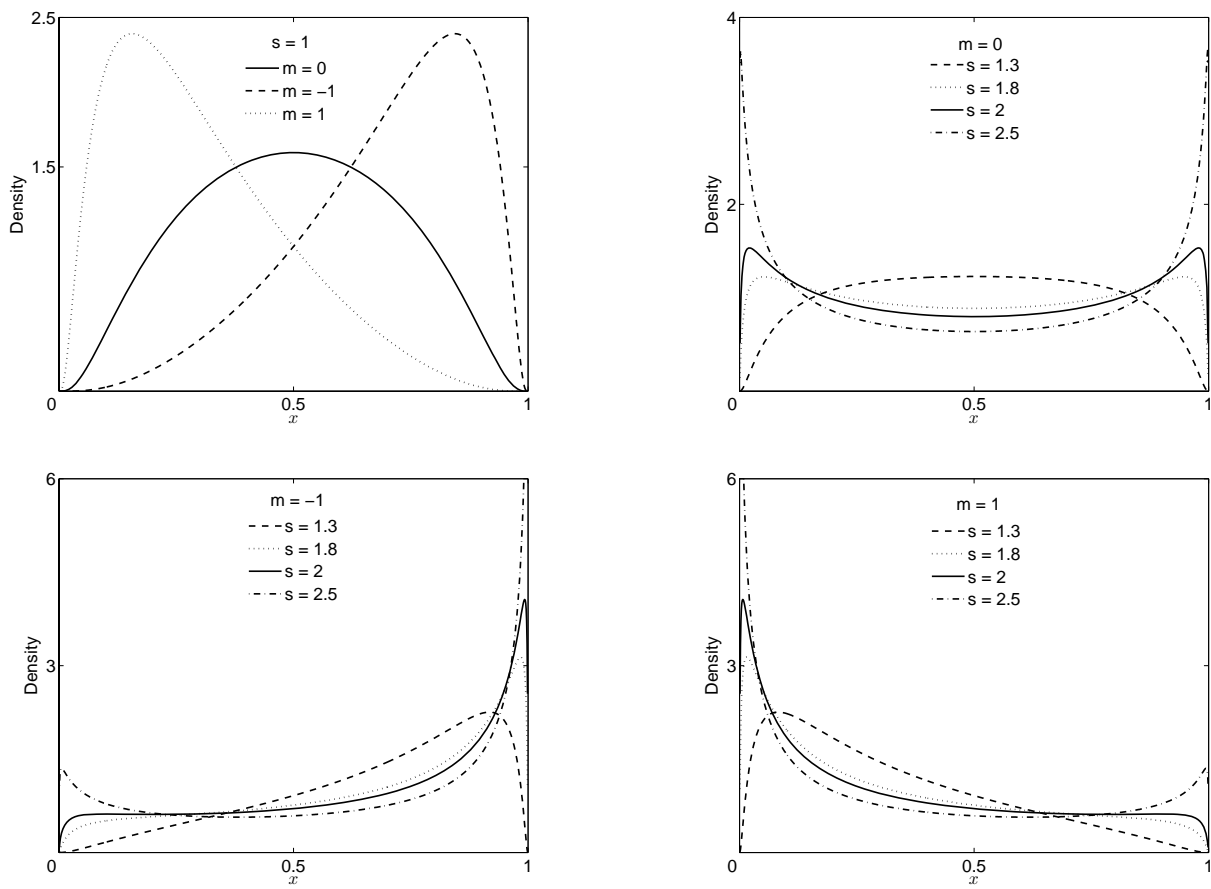 2.5
s = 1
m = 0
m = −1
m = 1
1.5
Density
0
0.5
1
x
4
m = 0
s = 1.3
s = 1.8
s = 2
s = 2.5
2
Density
0
0.5
1
x
6
m = −1
s = 1.3
s = 1.8
s = 2
s = 2.5
3
Density
0
0.5
1
x
6
m = 1
s = 1.3
s = 1.8
s = 2
s = 2.5
3
Density
0
0.5
1
x